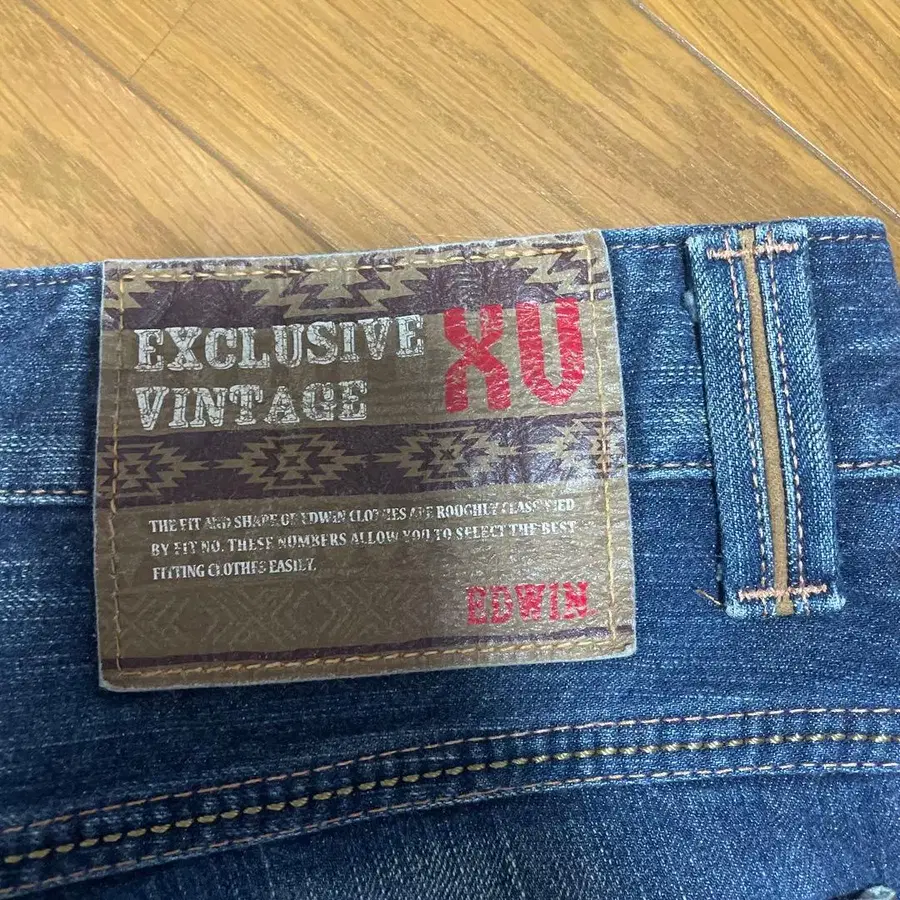 EXCLUSIVE
VINTAGE
XU
THE FIT AND SHAPE OF EDWIN CLOTHES ARE ROUGHLY CLASSIFIED
BY FIT NO. THESE NUMBERS ALLOW YOU TO SELECT THE BEST
FITTING CLOTHES EASILY.
EDWIN